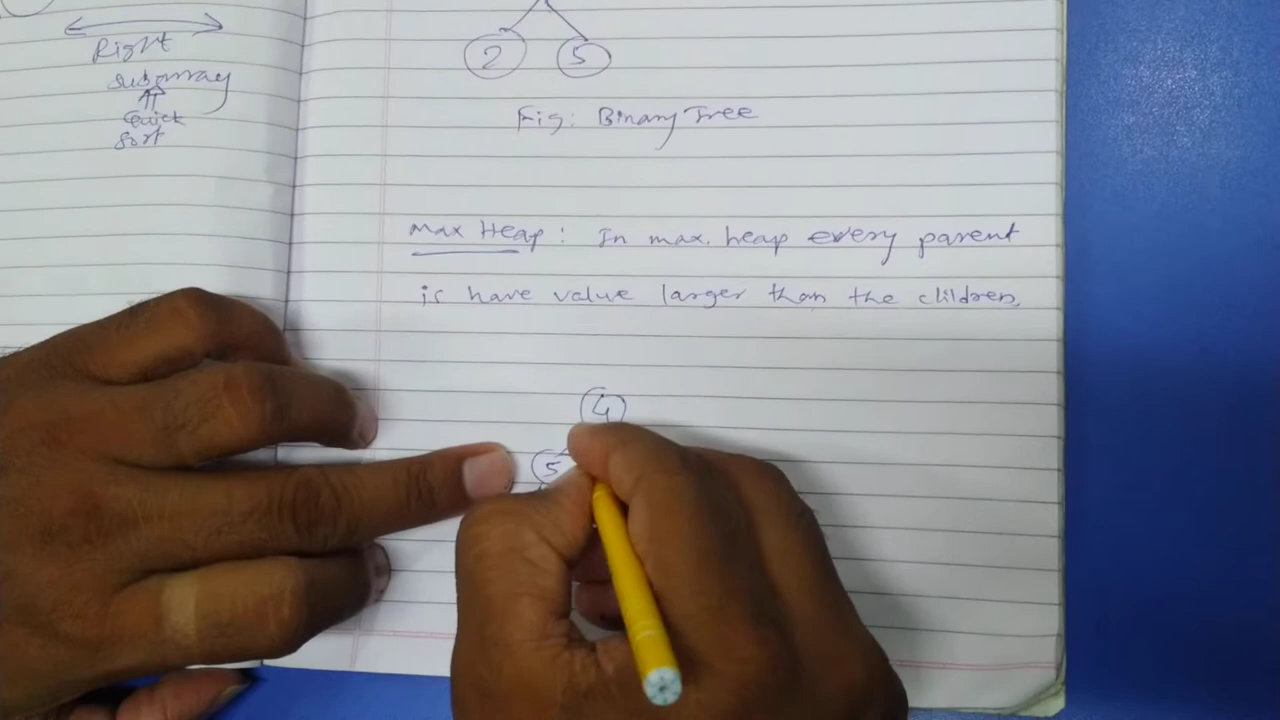 Right
subarray
Quick
sort
2 5
Fig: Binary Tree
Max Heap: In max. heap every parent
is have value larger than the clildren.
4
5